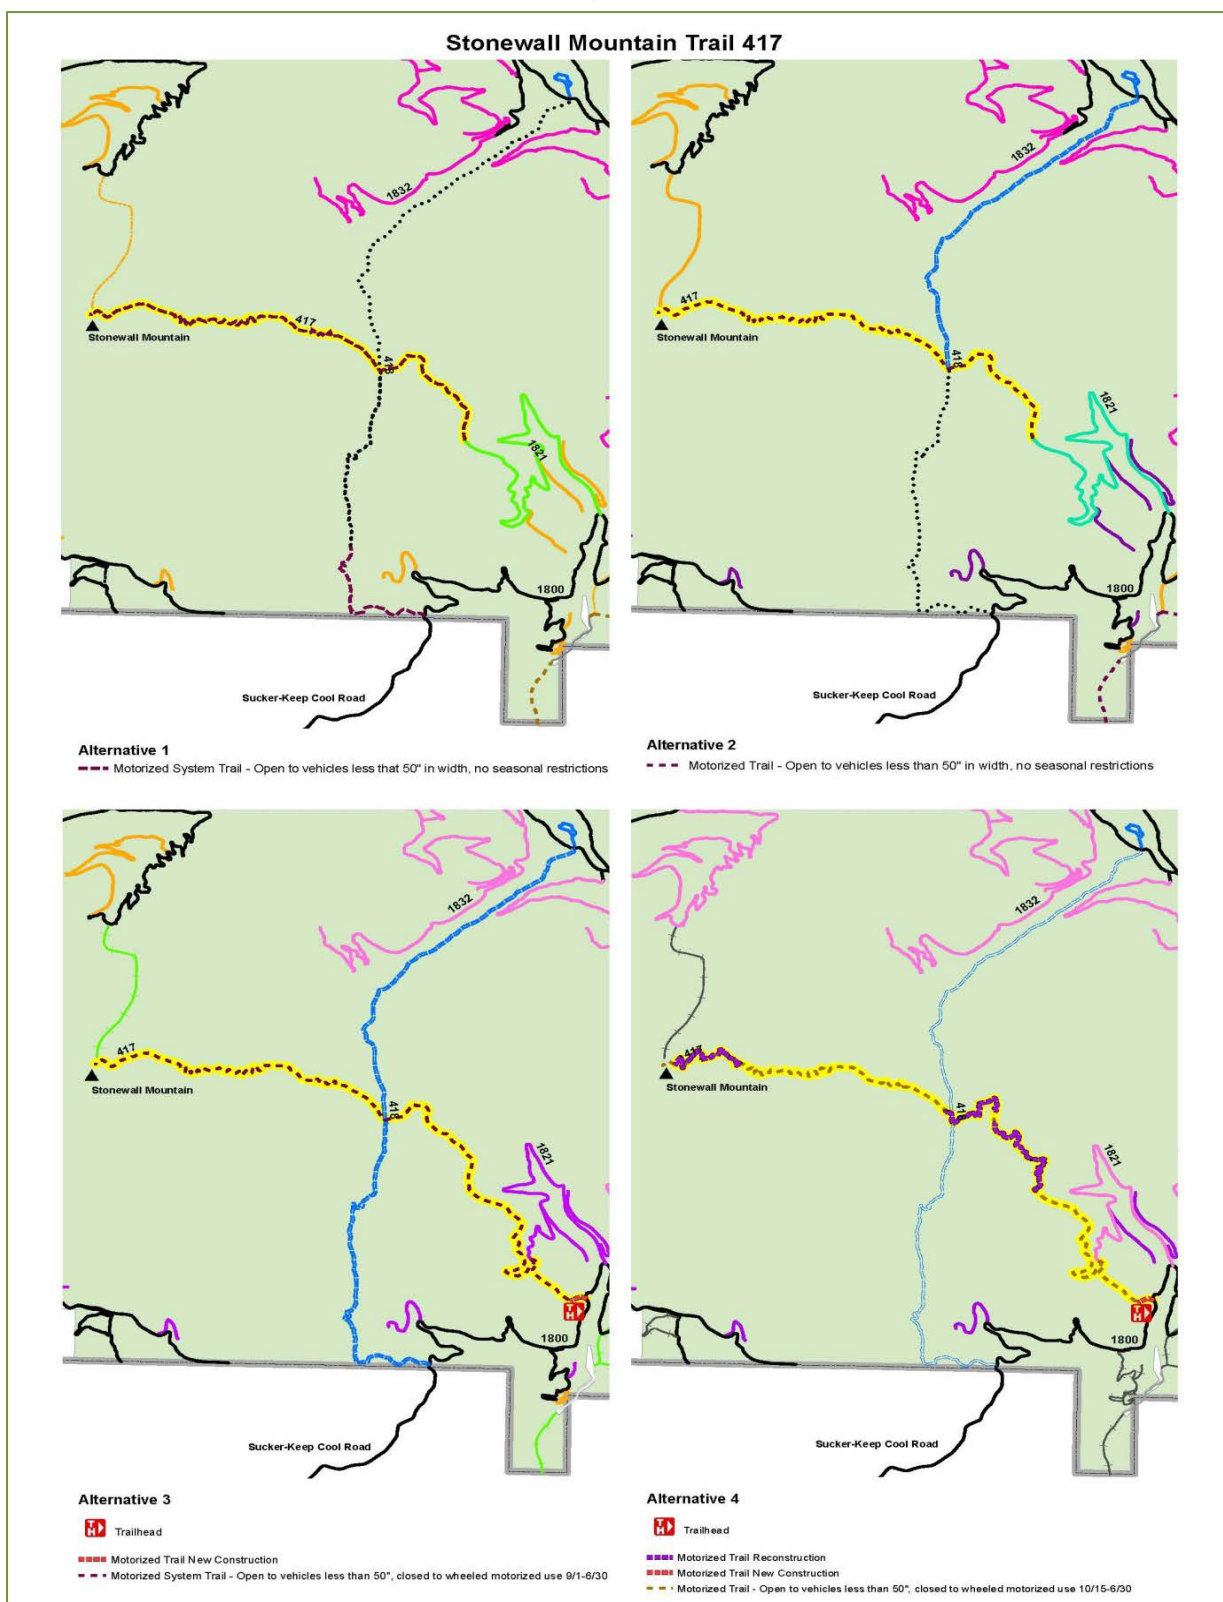 Stonewall Mountain Trail 417
1832
417
Stonewall Mountain
418
1821
1800
Sucker-Keep Cool Road
Alternative 1
Motorized System Trail - Open to vehicles less that 50" in width, no seasonal restrictions
1832
417
Stonewall Mountain
418
1821
1800
Alternative 2
Motorized Trail - Open to vehicles less than 50" in width, no seasonal restrictions
1832
417
Stonewall Mountain
418
1821
TH
1800
Sucker-Keep Cool Road
Alternative 3
TH Trailhead
Motorized Trail New Construction
Motorized System Trail - Open to vehicles less than 50", closed to wheeled motorized use 9/1-6/30
1832
417
Stonewall Mountain
418
1821
TH
1800
Sucker-Keep Cool Road
Alternative 4
TH Trailhead
Motorized Trail Reconstruction
Motorized Trail New Construction
Motorized Trail - Open to vehicles less than 50", closed to wheeled motorized use 10/15-6/30